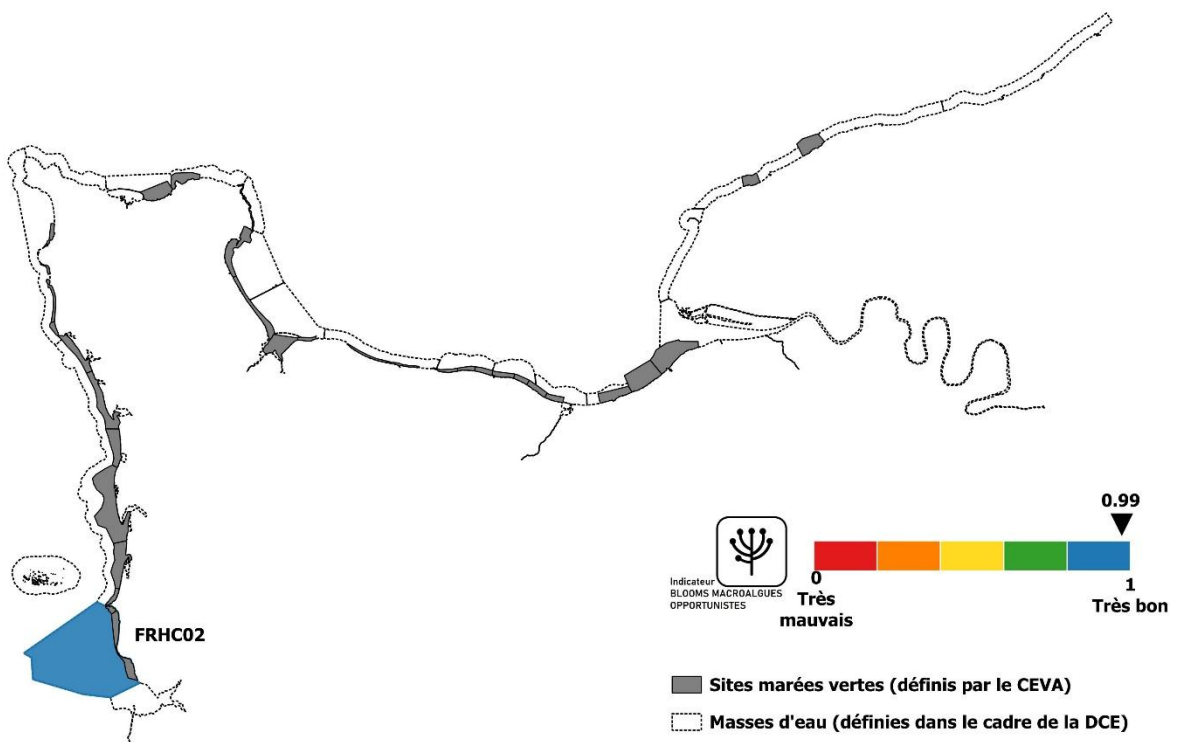 FRHC02
0.99
Indicateur
BLOOMS MACROALGUES
OPPORTUNISTES
0
Très
mauvais
1
Très bon
Sites marées vertes (définis par le CEVA)
Masses d'eau (définies dans le cadre de la DCE)